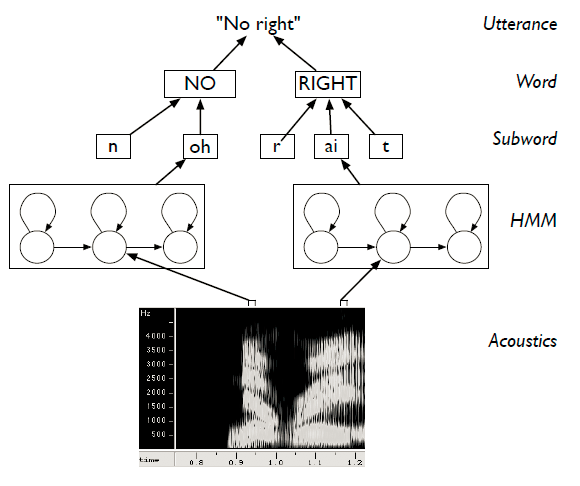 "No right" Utterance
NO RIGHT Word
n oh r ai t Subword
HMM
Hz
4000
3500
Acoustics
3000
2500
2000
1500
1000
500
time 0.8 0.9 1.0 1.1 1.2